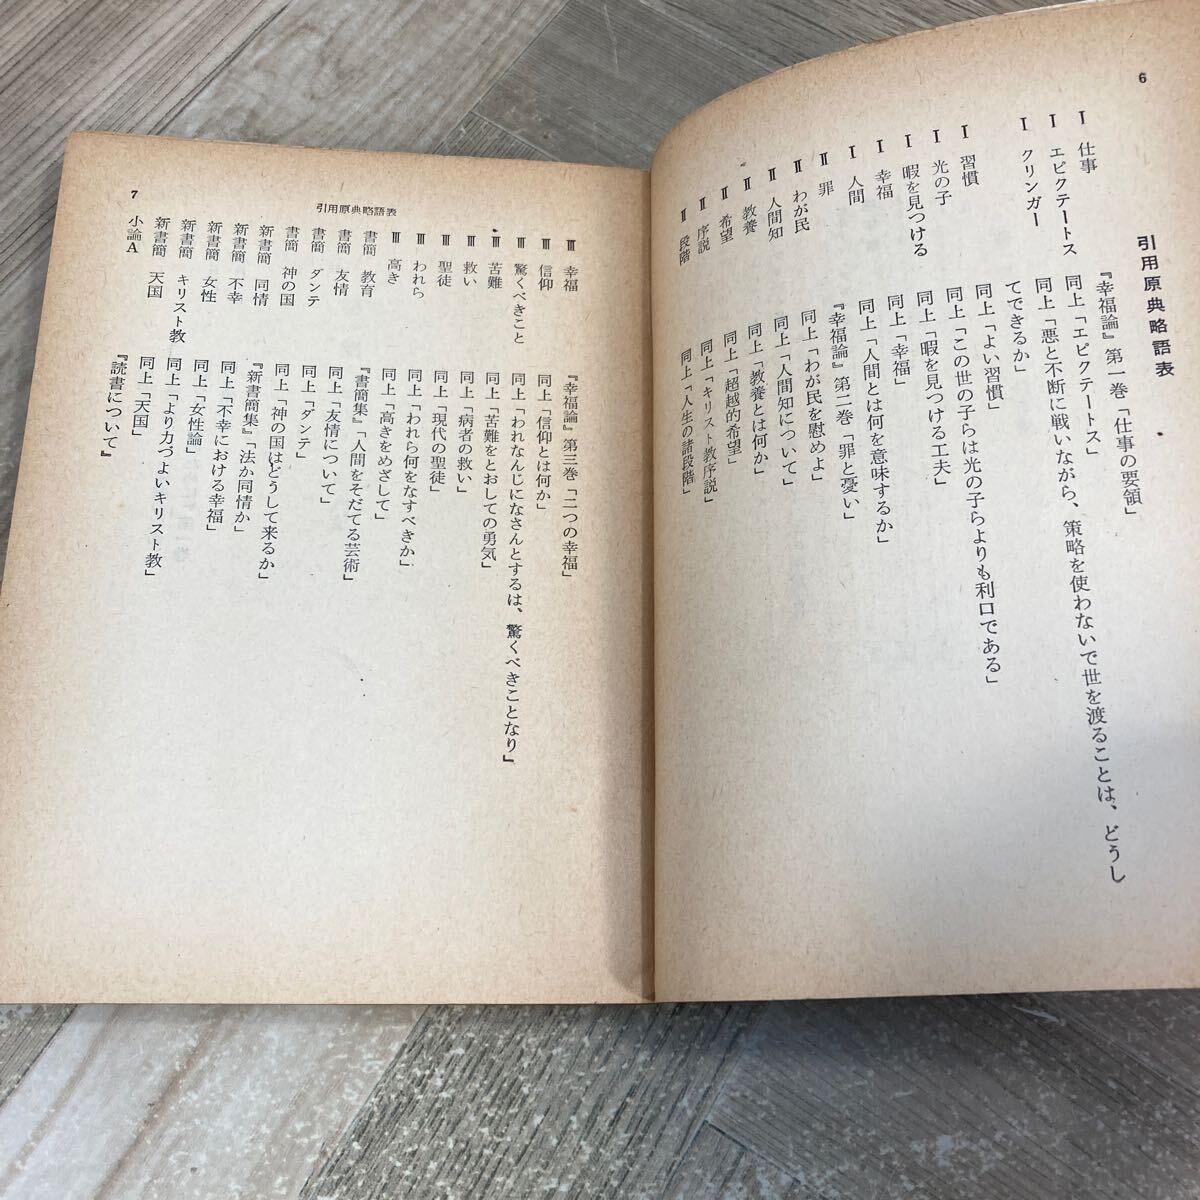 6
引用原典略語表
Ⅰ 仕事 『幸福論』第一巻「仕事の要領」
Ⅰ エピクテートス 同上「エピクテートス」
Ⅰ クリンガー 同上「悪と不断に戦いながら、策略を使わないで世を渡ることは、どうし
てできるか」
Ⅰ 習慣 同上「よい習慣」
Ⅰ 光の子 同上「この世の子らは光の子らよりも利口である」
Ⅰ 暇を見つける 同上「暇を見つける工夫」
Ⅰ 幸福 同上「幸福」
Ⅰ 人間 同上「人間とは何を意味するか」
Ⅱ 罪 『幸福論』第二巻「罪と憂い」
Ⅱ わが民 同上「わが民を慰めよ」
Ⅱ 人間知 同上「人間知について」
Ⅱ 教養 同上「教養とは何か」
Ⅱ 希望 同上「超越的希望」
Ⅱ 序説 同上「キリスト教序説」
Ⅱ 段階 同上「人生の諸段階」
7
引用原典略語表
Ⅲ 幸福 『幸福論』第三巻「二つの幸福」
Ⅲ 信仰 同上「信仰とは何か」
Ⅲ 驚くべきこと 同上「われなんじになさんとするは、驚くべきことなり」
Ⅲ 苦難 同上「苦難をとおしての勇気」
Ⅲ 救い 同上「病者の救い」
Ⅲ 聖徒 同上「現代の聖徒」
Ⅲ われら 同上「われら何をなすべきか」
Ⅲ 高き 同上「高きをめざして」
書簡 教育 『書簡集』「人間をそだてる芸術」
書簡 友情 同上「友情について」
書簡 ダンテ 同上「ダンテ」
書簡 神の国 同上「神の国はどうして来るか」
新書簡 同情 『新書簡集』「法か同情か」
新書簡 不幸 同上「不幸における幸福」
新書簡 女性 同上「女性論」
新書簡 キリスト教 同上「より力づよいキリスト教」
新書簡 天国 同上「天国」
小論A 『読書について』